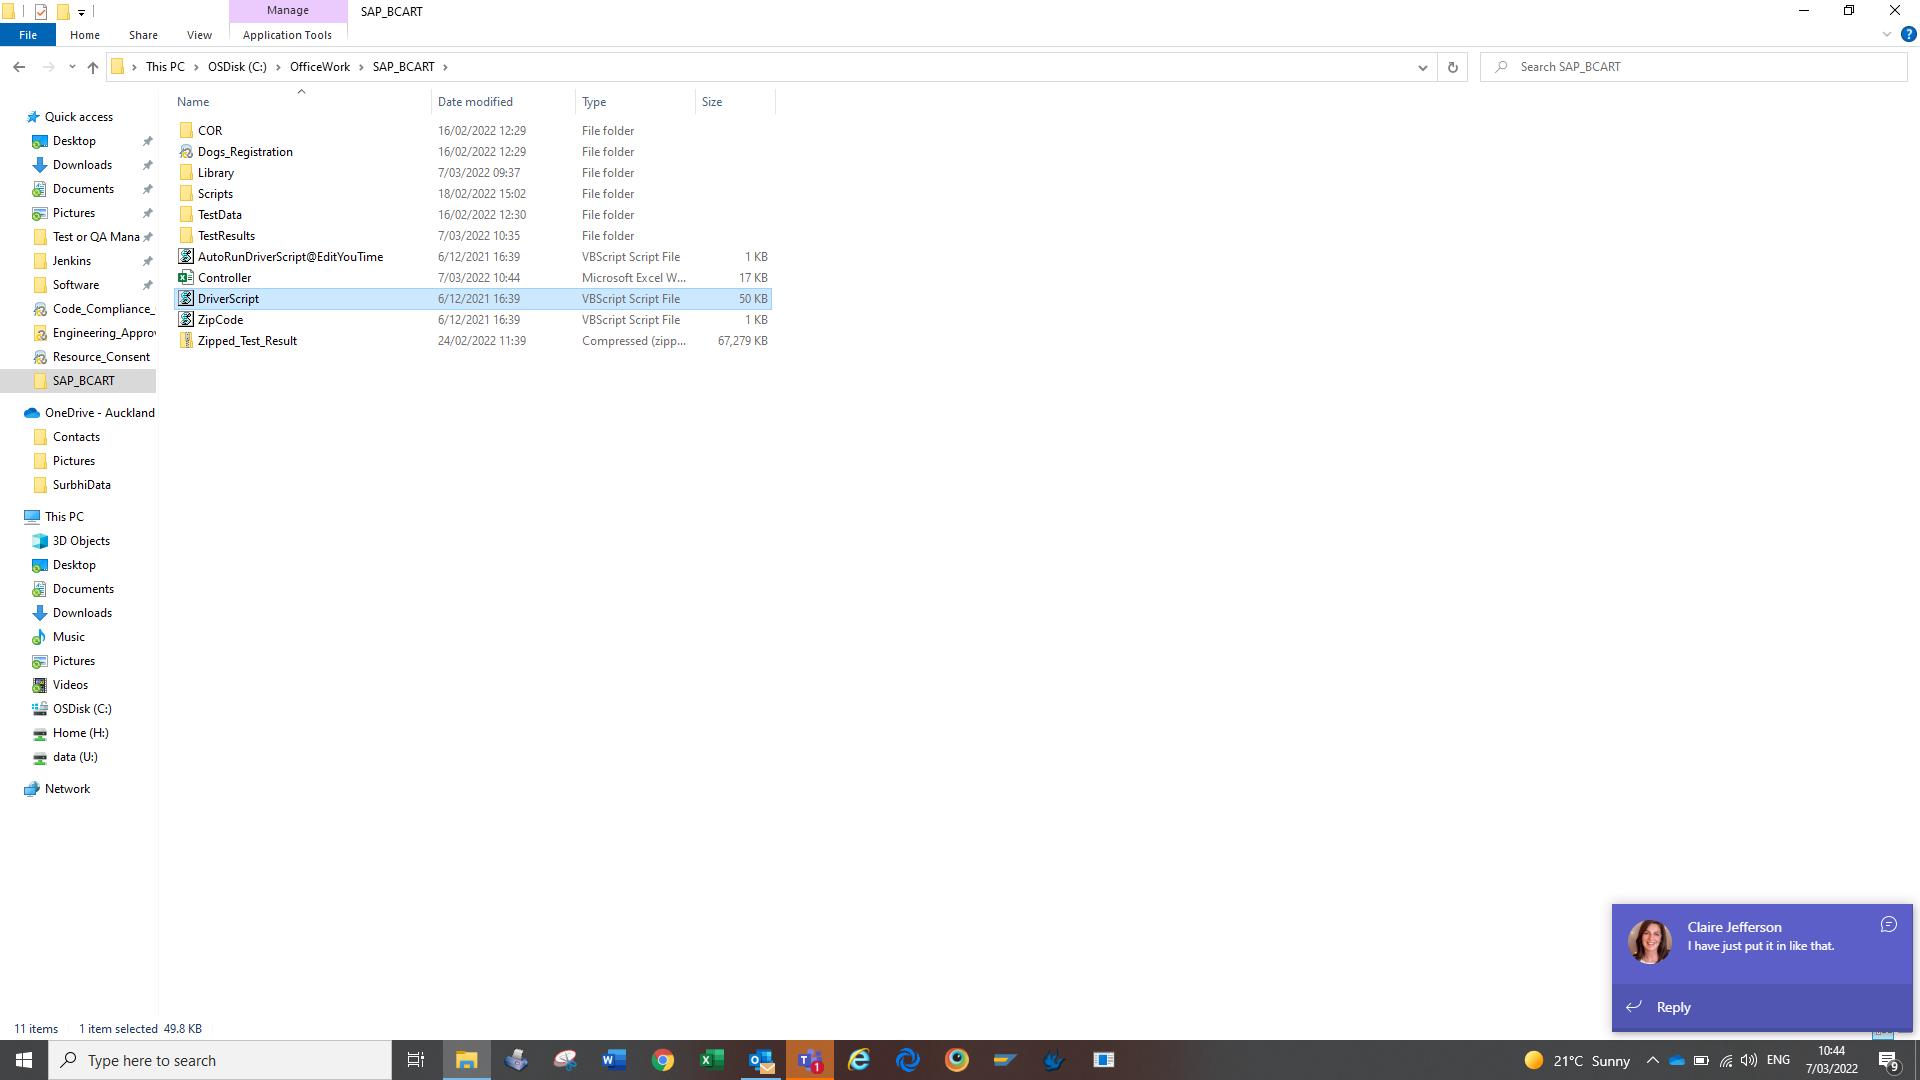 Manage
SAP_BCART
File
Home
Share
View
Application Tools
This PC
OSDisk (C:)
OfficeWork
SAP_BCART
Search SAP_BCART
Name
Date modified
Type
Size
COR 16/02/2022 12:29 File folder
Dogs_Registration 16/02/2022 12:29 File folder
Library 7/03/2022 09:37 File folder
Scripts 18/02/2022 15:02 File folder
TestData 16/02/2022 12:30 File folder
TestResults 7/03/2022 10:35 File folder
AutoRunDriverScript@EditYouTime 6/12/2021 16:39 VBScript Script File 1 KB
Controller 7/03/2022 10:44 Microsoft Excel W... 17 KB
DriverScript 6/12/2021 16:39 VBScript Script File 50 KB
ZipCode 6/12/2021 16:39 VBScript Script File 1 KB
Zipped_Test_Result 24/02/2022 11:39 Compressed (zipp... 67,279 KB
Quick access
Desktop
Downloads
Documents
Pictures
Test or QA Mana
Jenkins
Software
Code_Compliance_
Engineering_Approv
Resource_Consent
SAP_BCART
OneDrive - Auckland
Contacts
Pictures
SurbhiData
This PC
3D Objects
Desktop
Documents
Downloads
Music
Pictures
Videos
OSDisk (C:)
Home (H:)
data (U:)
Network
Claire Jefferson
I have just put it in like that.
Reply
11 items
1 item selected 49.8 KB
Type here to search
1
21°C Sunny
ENG
10:44
7/03/2022
9